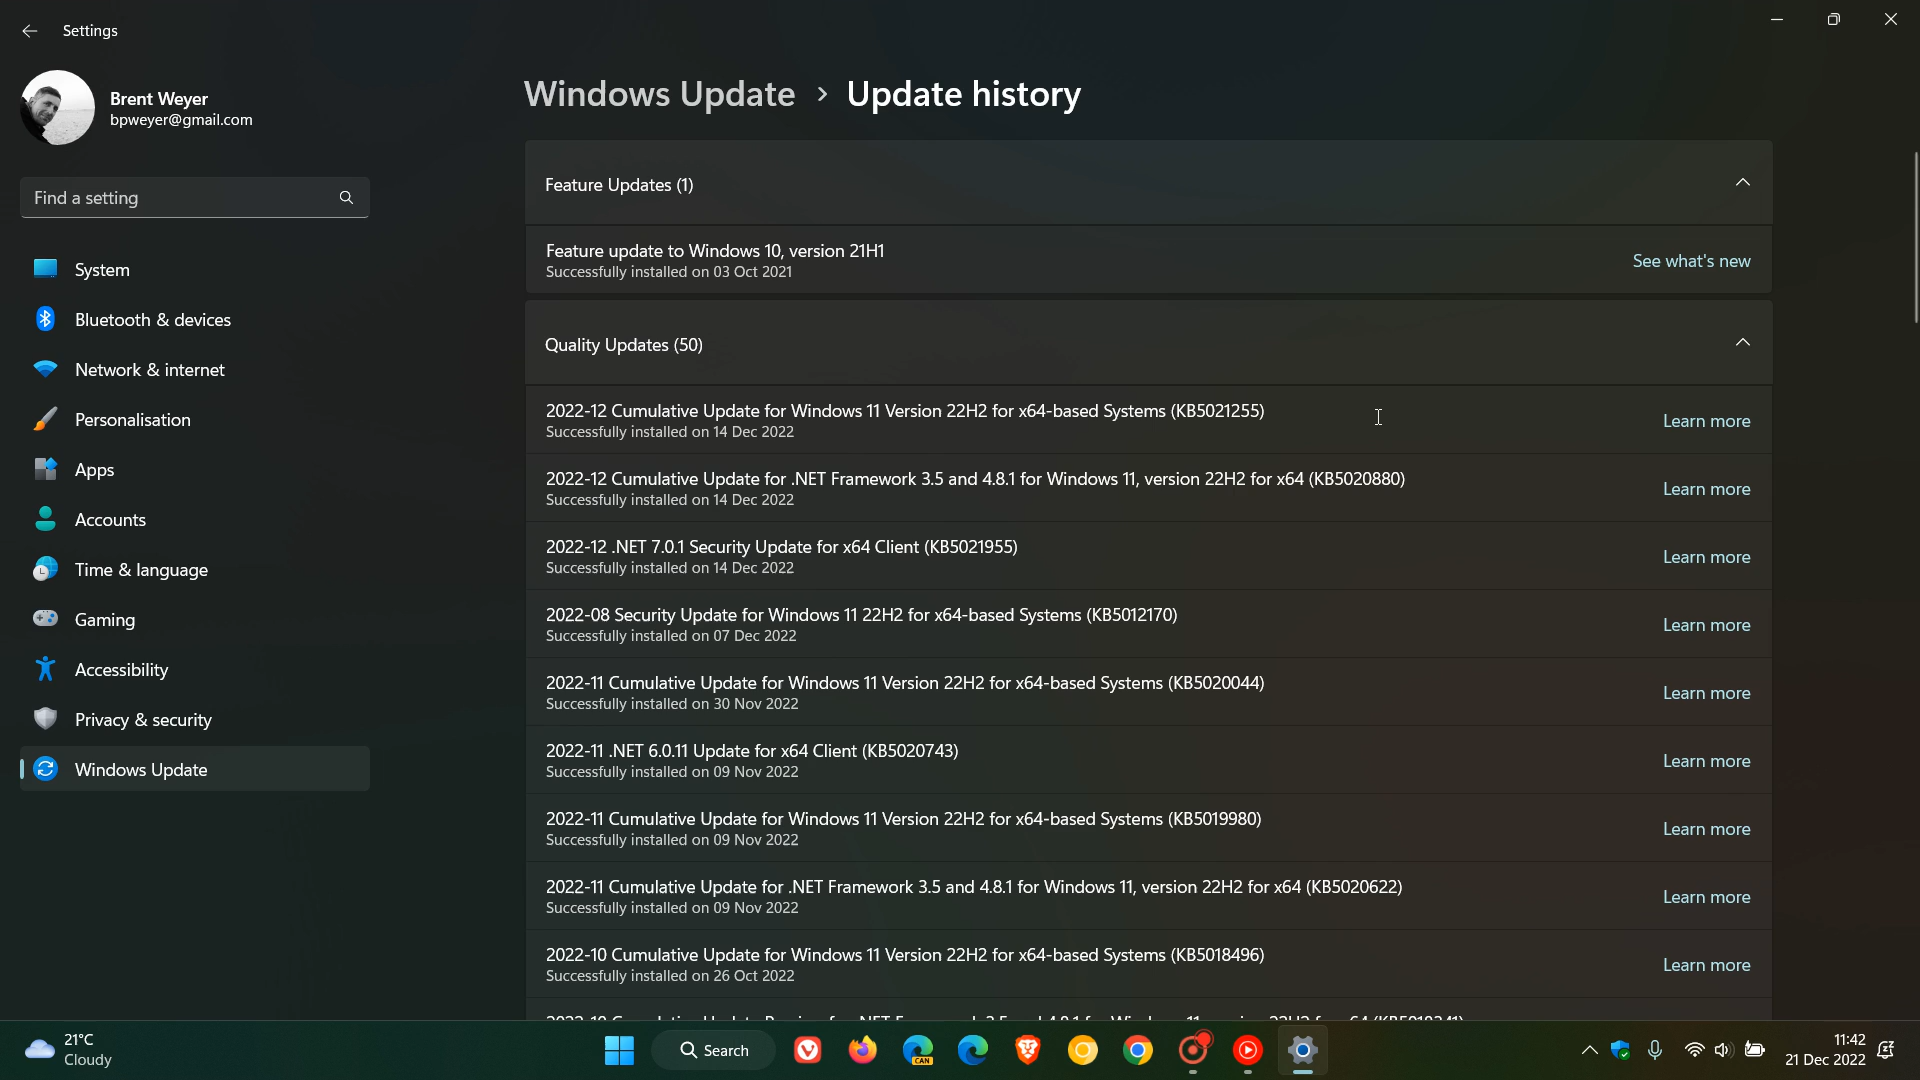 Settings
Brent Weyer
bpweyer@gmail.com
Find a setting
System
Bluetooth & devices
Network & internet
Personalisation
Apps
Accounts
Time & language
Gaming
Accessibility
Privacy & security
Windows Update
Windows Update > Update history
Feature Updates (1)
Feature update to Windows 10, version 21H1
Successfully installed on 03 Oct 2021
See what's new
Quality Updates (50)
2022-12 Cumulative Update for Windows 11 Version 22H2 for x64-based Systems (KB5021255)
Successfully installed on 14 Dec 2022
Learn more
2022-12 Cumulative Update for .NET Framework 3.5 and 4.8.1 for Windows 11, version 22H2 for x64 (KB5020880)
Successfully installed on 14 Dec 2022
Learn more
2022-12 .NET 7.0.1 Security Update for x64 Client (KB5021955)
Successfully installed on 14 Dec 2022
Learn more
2022-08 Security Update for Windows 11 22H2 for x64-based Systems (KB5012170)
Successfully installed on 07 Dec 2022
Learn more
2022-11 Cumulative Update for Windows 11 Version 22H2 for x64-based Systems (KB5020044)
Successfully installed on 30 Nov 2022
Learn more
2022-11 .NET 6.0.11 Update for x64 Client (KB5020743)
Successfully installed on 09 Nov 2022
Learn more
2022-11 Cumulative Update for Windows 11 Version 22H2 for x64-based Systems (KB5019980)
Successfully installed on 09 Nov 2022
Learn more
2022-11 Cumulative Update for .NET Framework 3.5 and 4.8.1 for Windows 11, version 22H2 for x64 (KB5020622)
Successfully installed on 09 Nov 2022
Learn more
2022-10 Cumulative Update for Windows 11 Version 22H2 for x64-based Systems (KB5018496)
Successfully installed on 26 Oct 2022
Learn more
21°C
Cloudy
Search
CAN
11:42
21 Dec 2022